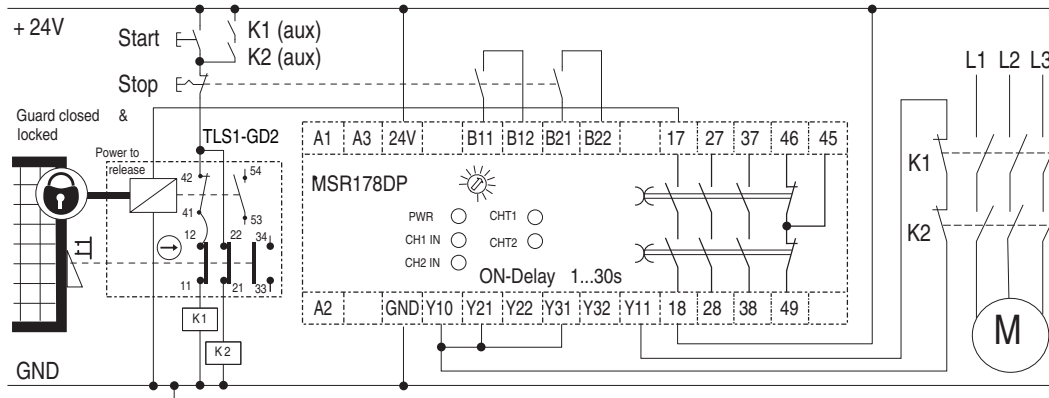 + 24V
Start
K1 (aux)
K2 (aux)
Stop
L1 L2 L3
Guard closed &
locked
TLS1-GD2
Power to
release
A1 A3 24V B11 B12 B21 B22 17 27 37 46 45
MSR178DP
PWR CHT1
CH1 IN CHT2
CH2 IN
ON-Delay 1...30s
A2 GND Y10 Y21 Y22 Y31 Y32 Y11 18 28 38 49
42 54
41 53
12 22 34
11 21 33
K1
K2
K1
K2
M
GND